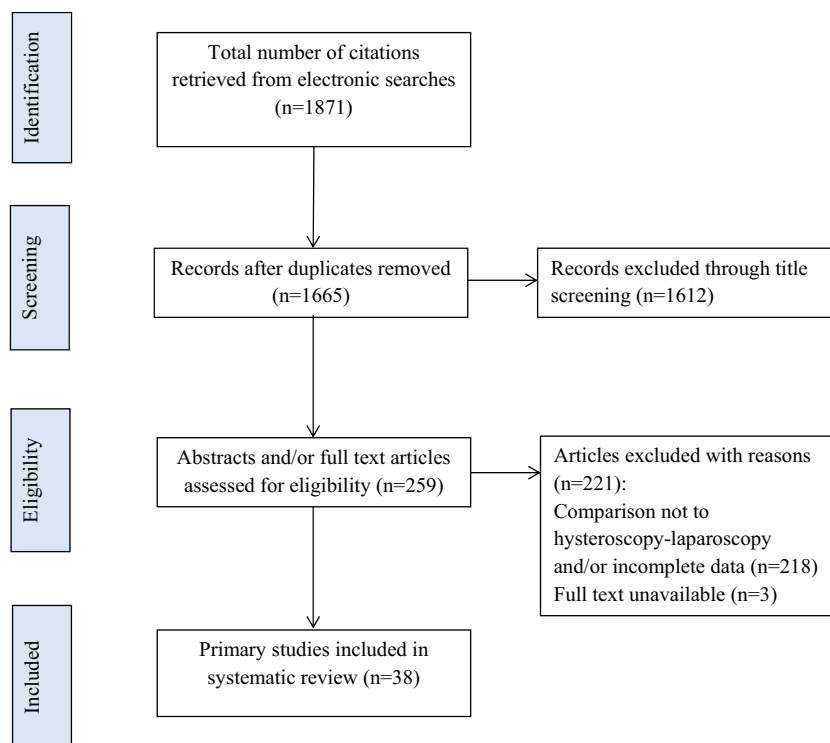 Identification
Total number of citations
retrieved from electronic searches
(n=1871)
Screening
Records after duplicates removed
(n=1665)
Records excluded through title
screening (n=1612)
Eligibility
Abstracts and/or full text articles
assessed for eligibility (n=259)
Articles excluded with reasons
(n=221):
Comparison not to
hysteroscopy-laparoscopy
and/or incomplete data (n=218)
Full text unavailable (n=3)
Included
Primary studies included in
systematic review (n=38)